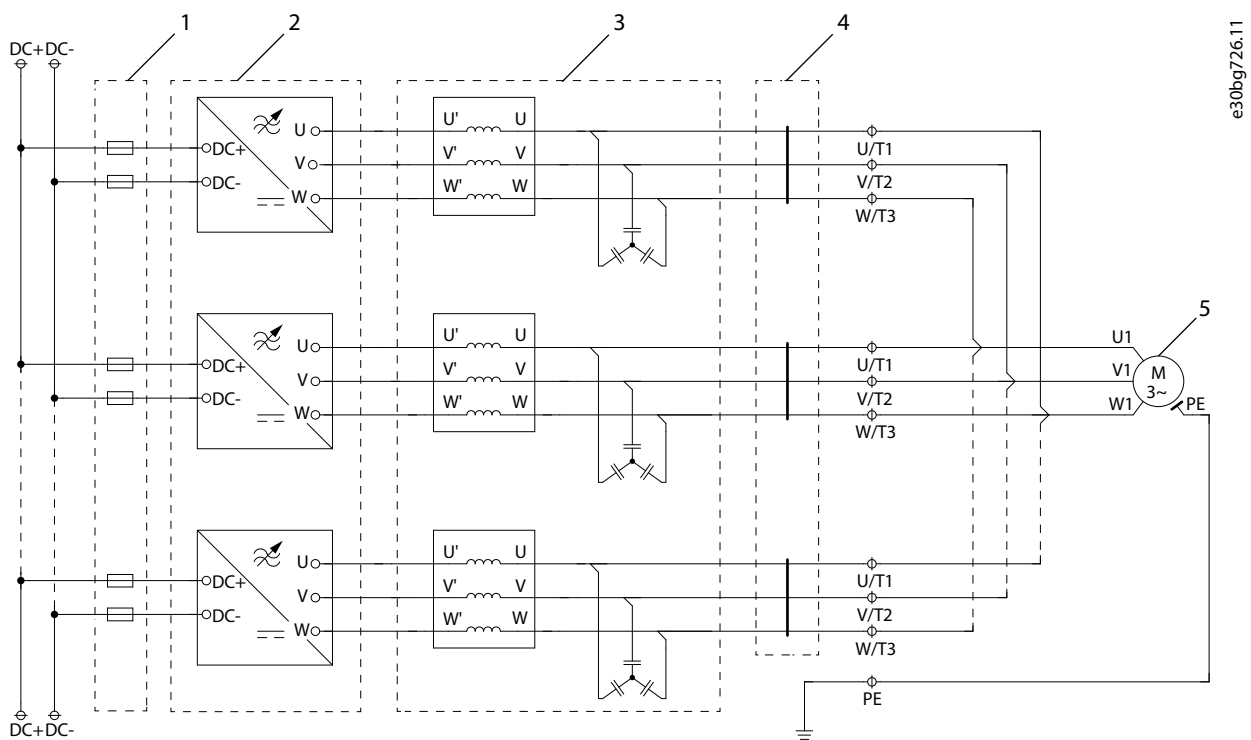 1
2
3
4
e30bg726.11
DC+ DC-
U
V
W
DC+
DC-
U' U
V' V
W' W
U/T1
V/T2
W/T3
5
U
V
W
DC+
DC-
U' U
V' V
W' W
U/T1
V/T2
W/T3
U1
V1
W1
M
3~
PE
U
V
W
DC+
DC-
U' U
V' V
W' W
U/T1
V/T2
W/T3
PE
DC+ DC-